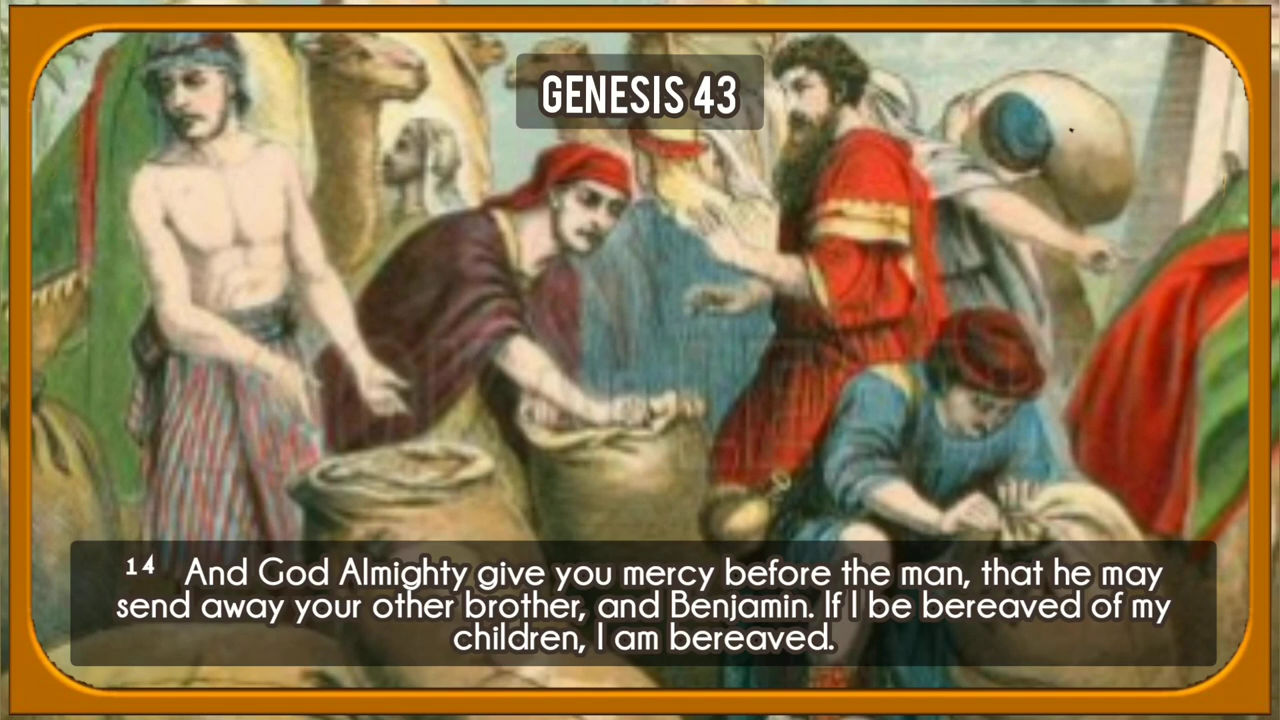 GENESIS 43
¹⁴ And God Almighty give you mercy before the man, that he may
send away your other brother, and Benjamin. If I be bereaved of my
children, I am bereaved.